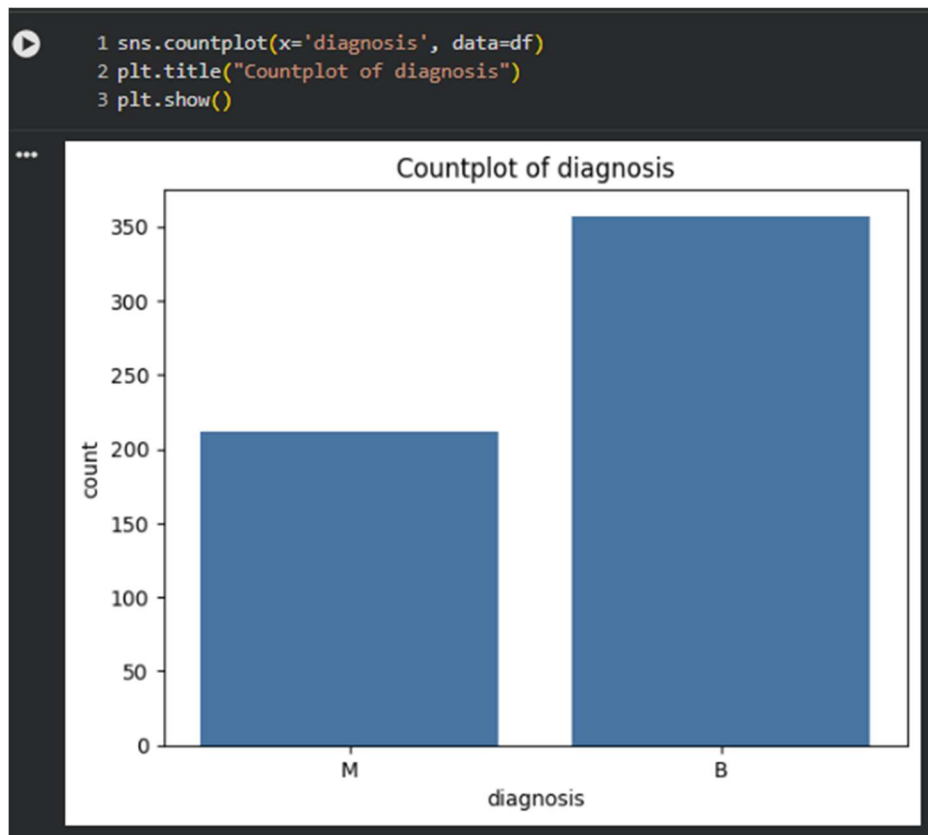 1 sns.countplot(x='diagnosis', data=df)
2 plt.title("Countplot of diagnosis")
3 plt.show()
Countplot of diagnosis
350
300
250
200
150
100
50
0
count
M B
diagnosis